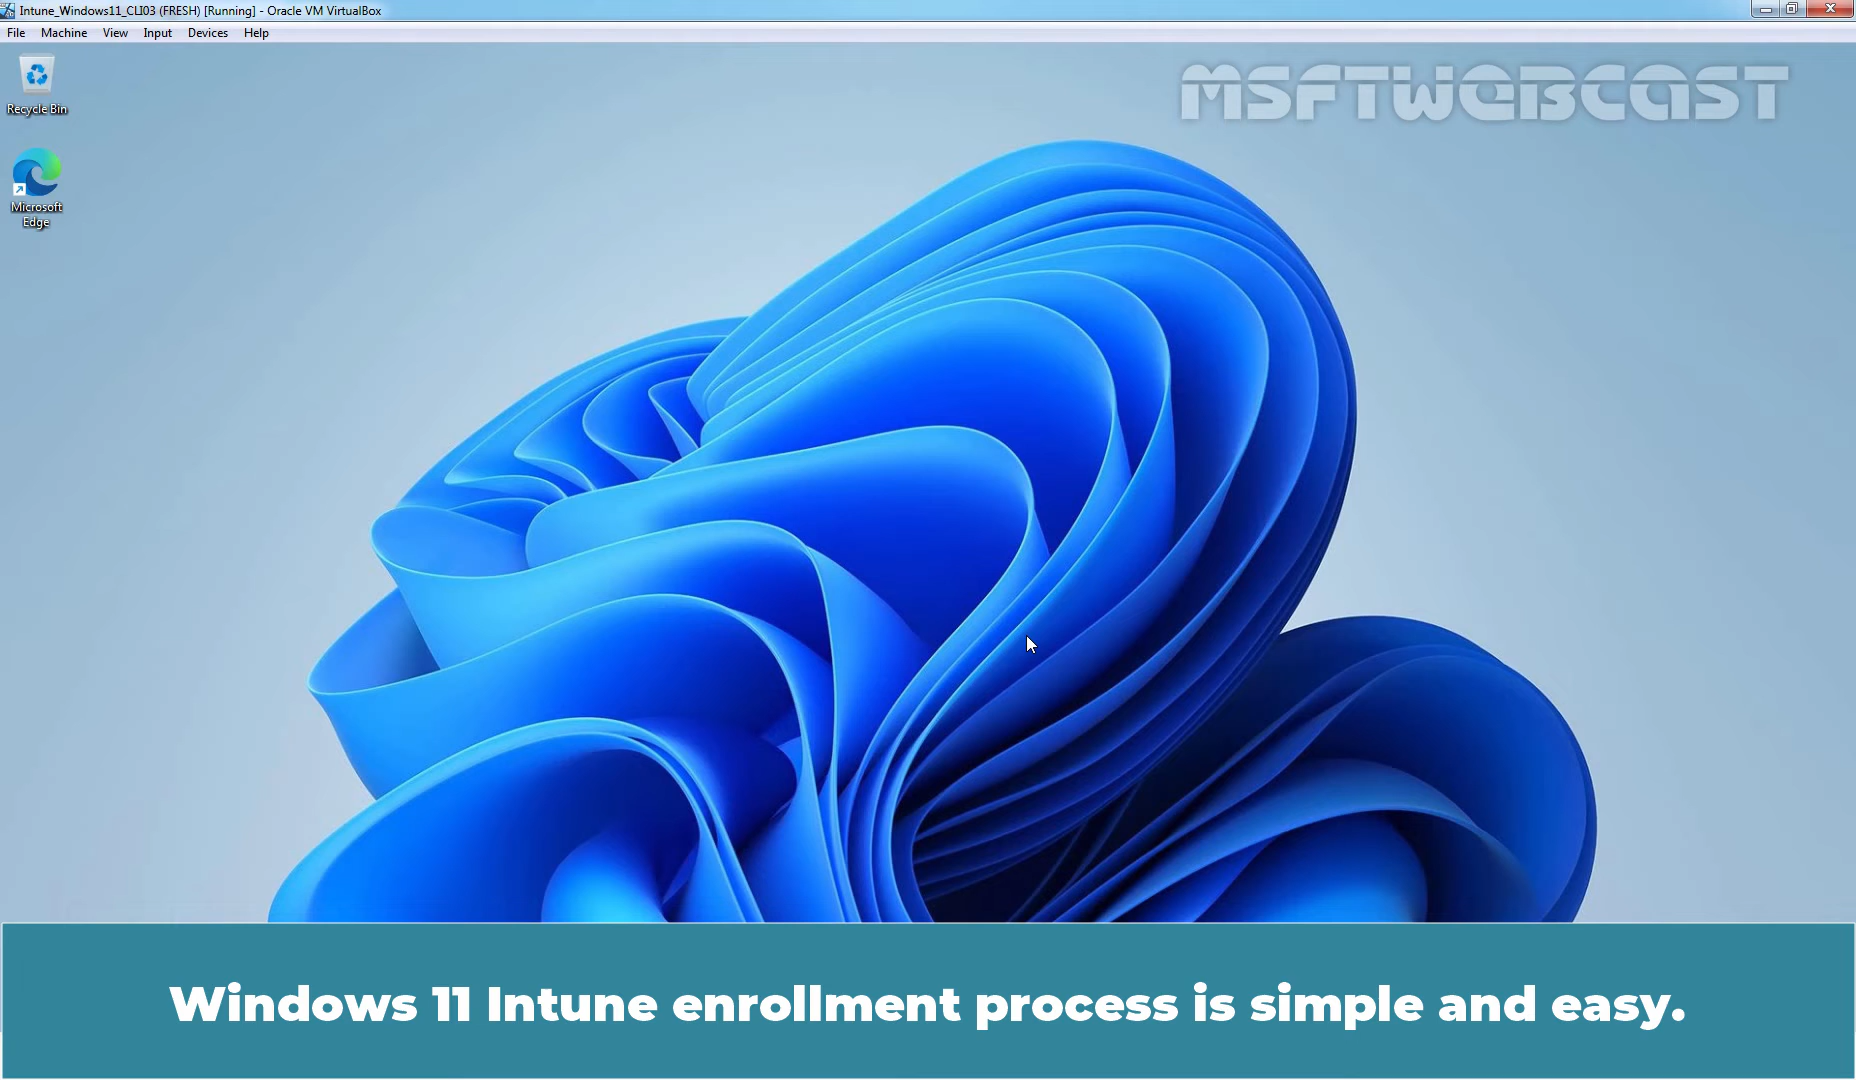 Intune_Windows11_CLI03 (FRESH) [Running] - Oracle VM VirtualBox
File Machine View Input Devices Help
MSFTWEBCAST
Recycle Bin
Microsoft
Edge
Windows 11 Intune enrollment process is simple and easy.